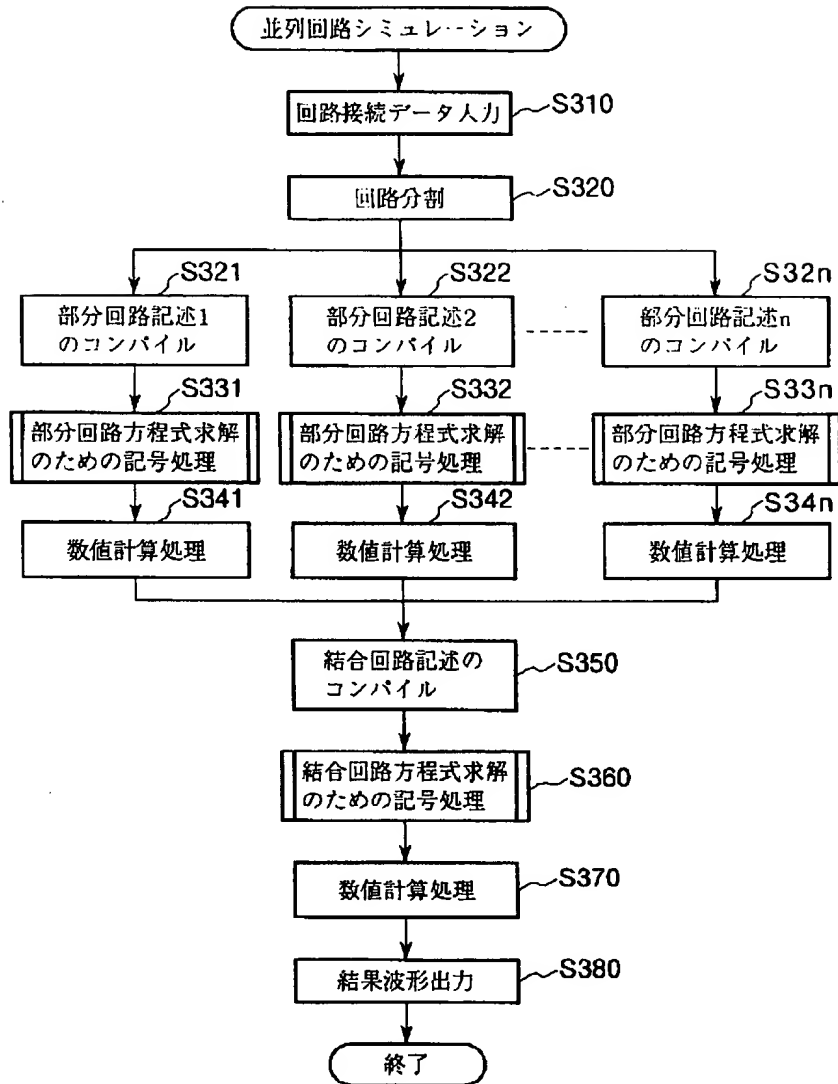 並列回路シミュレーション
回路接続データ入力
S310
回路分割
S320
S321
S322
S32n
部分回路記述1
のコンパイル
部分回路記述2
のコンパイル
部分回路記述n
のコンパイル
S331
S332
S33n
部分回路方程式求解
のための記号処理
部分回路方程式求解
のための記号処理
部分回路方程式求解
のための記号処理
S341
S342
S34n
数値計算処理
数値計算処理
数値計算処理
結合回路記述の
コンパイル
S350
結合回路方程式求解
のための記号処理
S360
数値計算処理
S370
結果波形出力
S380
終了